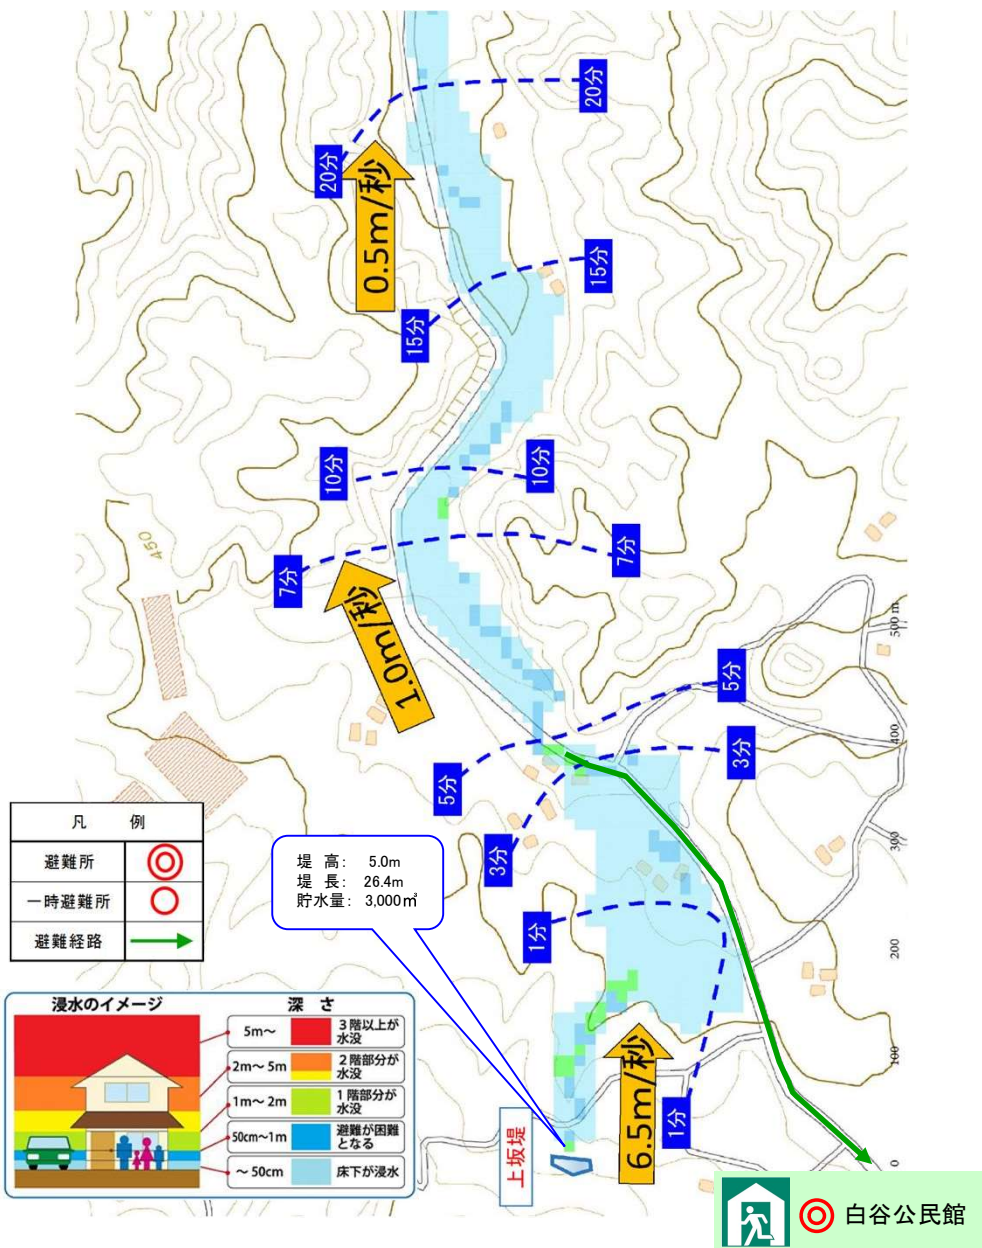 20分
20分
0.5m/秒
15分
15分
10分
10分
450
7分
7分
1.0m/秒
500 m
5分
5分
400
3分
3分
凡 例
避難所
一時避難所
避難経路
堤 高: 5.0m
堤 長: 26.4m
貯水量: 3,000㎥
300
1分
200
浸水のイメージ
深 さ
5m～
3階以上が
水没
2m～5m
2階部分が
水没
1m～2m
1階部分が
水没
50cm～1m
避難が困難
となる
～50cm
床下が浸水
100
6.5m/秒
1分
上坂堤
0
白谷公民館